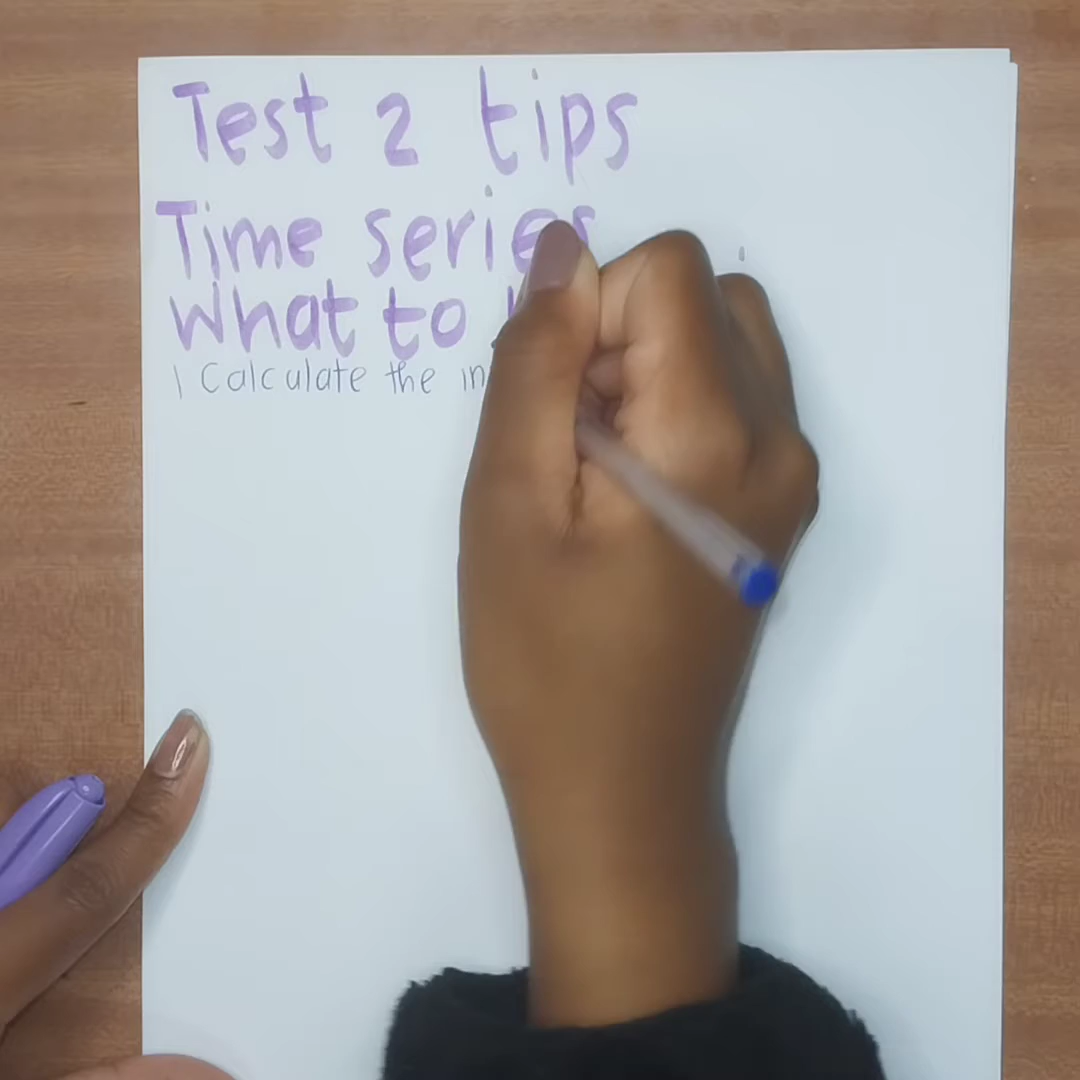 Test 2 tips
Time series
What to
1 Calculate the